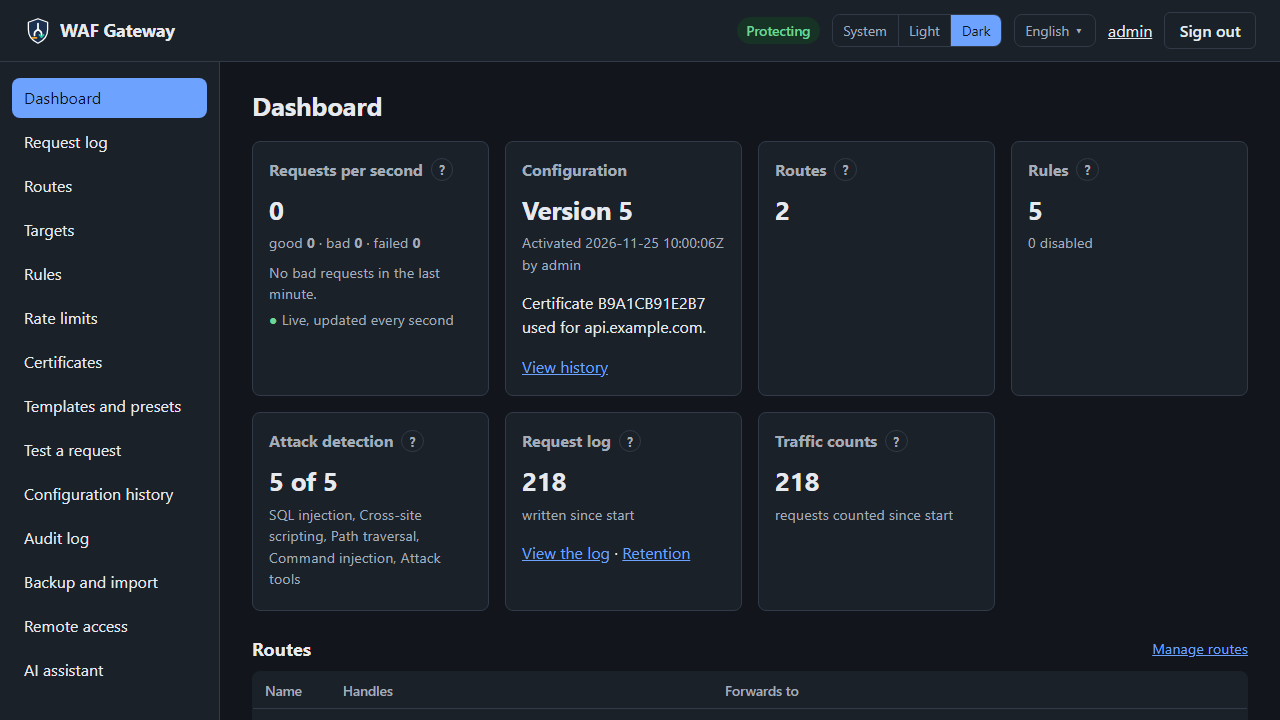 WAF Gateway
Protecting
System
Light
Dark
English ▾
admin
Sign out
Dashboard
Request log
Routes
Targets
Rules
Rate limits
Certificates
Templates and presets
Test a request
Configuration history
Audit log
Backup and import
Remote access
AI assistant
Dashboard
Requests per second ?
0
good 0 · bad 0 · failed 0
No bad requests in the last
minute.
● Live, updated every second
Configuration
Version 5
Activated 2026-11-25 10:00:06Z
by admin
Certificate B9A1CB91E2B7
used for api.example.com.
View history
Routes ?
2
Rules ?
5
0 disabled
Attack detection ?
5 of 5
SQL injection, Cross-site
scripting, Path traversal,
Command injection, Attack
tools
Request log ?
218
written since start
View the log · Retention
Traffic counts ?
218
requests counted since start
Routes
Manage routes
Name
Handles
Forwards to